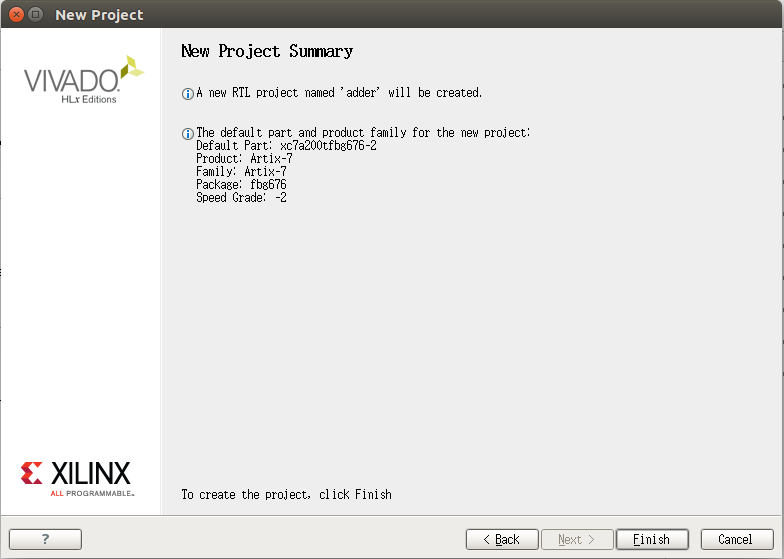 New Project
VIVADO.
HLx Editions
New Project Summary
A new RTL project named 'adder' will be created.
The default part and product family for the new project:
Default Part: xc7a200tfbg676-2
Product: Artix-7
Family: Artix-7
Package: fbg676
Speed Grade: -2
XILINX
ALL PROGRAMMABLE™
To create the project, click Finish
?
< Back
Next >
Finish
Cancel